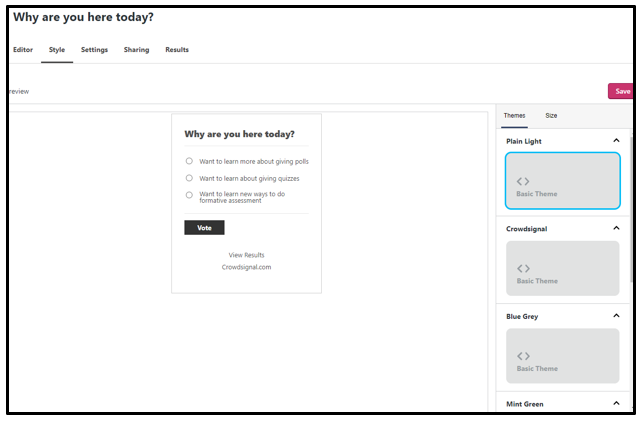 Why are you here today?
Editor Style Settings Sharing Results
review
Save
Why are you here today?
Want to learn more about giving polls
Want to learn about giving quizzes
Want to learn new ways to do
formative assessment
Vote
View Results
Crowdsignal.com
Themes Size
Plain Light
Basic Theme
Crowdsignal
Basic Theme
Blue Grey
Basic Theme
Mint Green